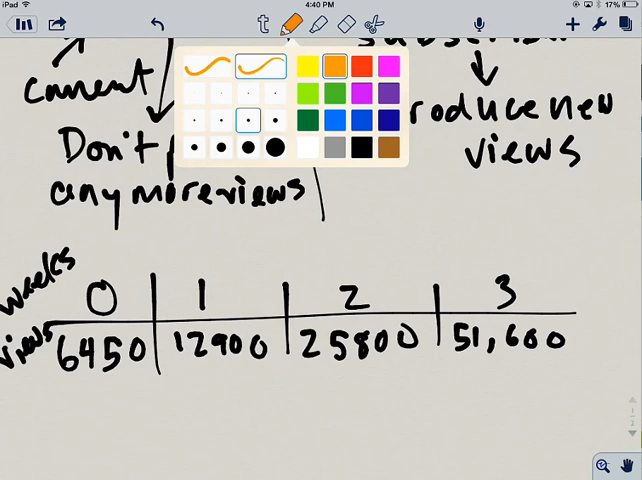 iPad 4:40 PM 17%
t
current
Don't
any more views
produce new
views
weeks 0 1 2 3
views 6450 12900 25800 51,600